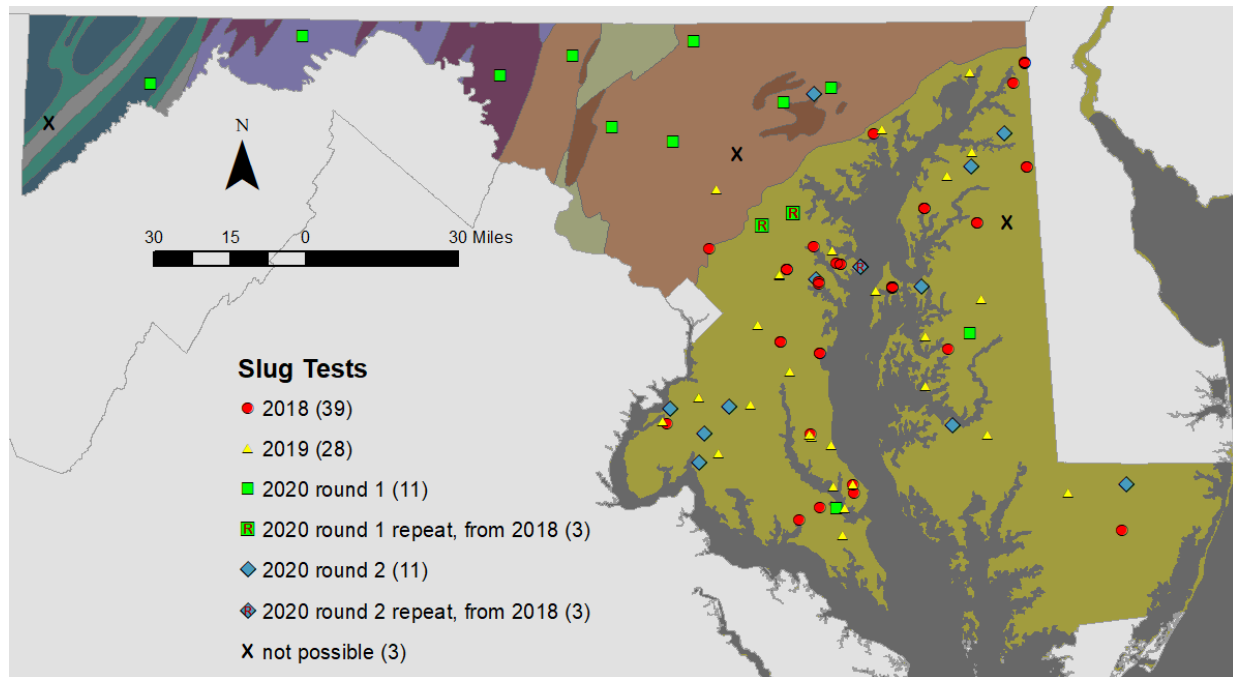 N
30 15 0 30 Miles
Slug Tests
2018 (39)
2019 (28)
2020 round 1 (11)
R 2020 round 1 repeat, from 2018 (3)
2020 round 2 (11)
R 2020 round 2 repeat, from 2018 (3)
X not possible (3)
X
X
R
R
X
R